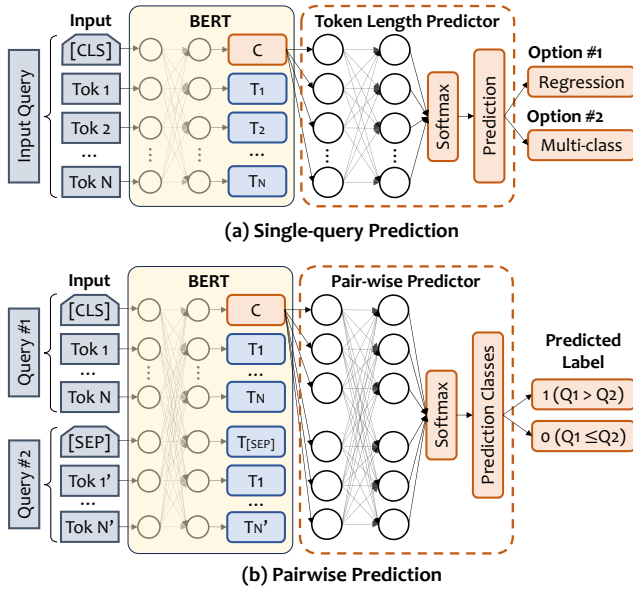 Input
BERT
Token Length Predictor
Input Query
[CLS]
C
Tok 1
T1
Tok 2
T2
...
...
Tok N
TN
Softmax
Prediction
Option #1
Regression
Option #2
Multi-class
(a) Single-query Prediction
Input
BERT
Pair-wise Predictor
Query #1
[CLS]
C
Tok 1
T1
...
...
Tok N
TN
Query #2
[SEP]
T[SEP]
Tok 1'
T1
...
...
Tok N'
TN'
Softmax
Prediction Classes
Predicted
Label
1 (Q1 > Q2)
0 (Q1 ≤Q2)
(b) Pairwise Prediction